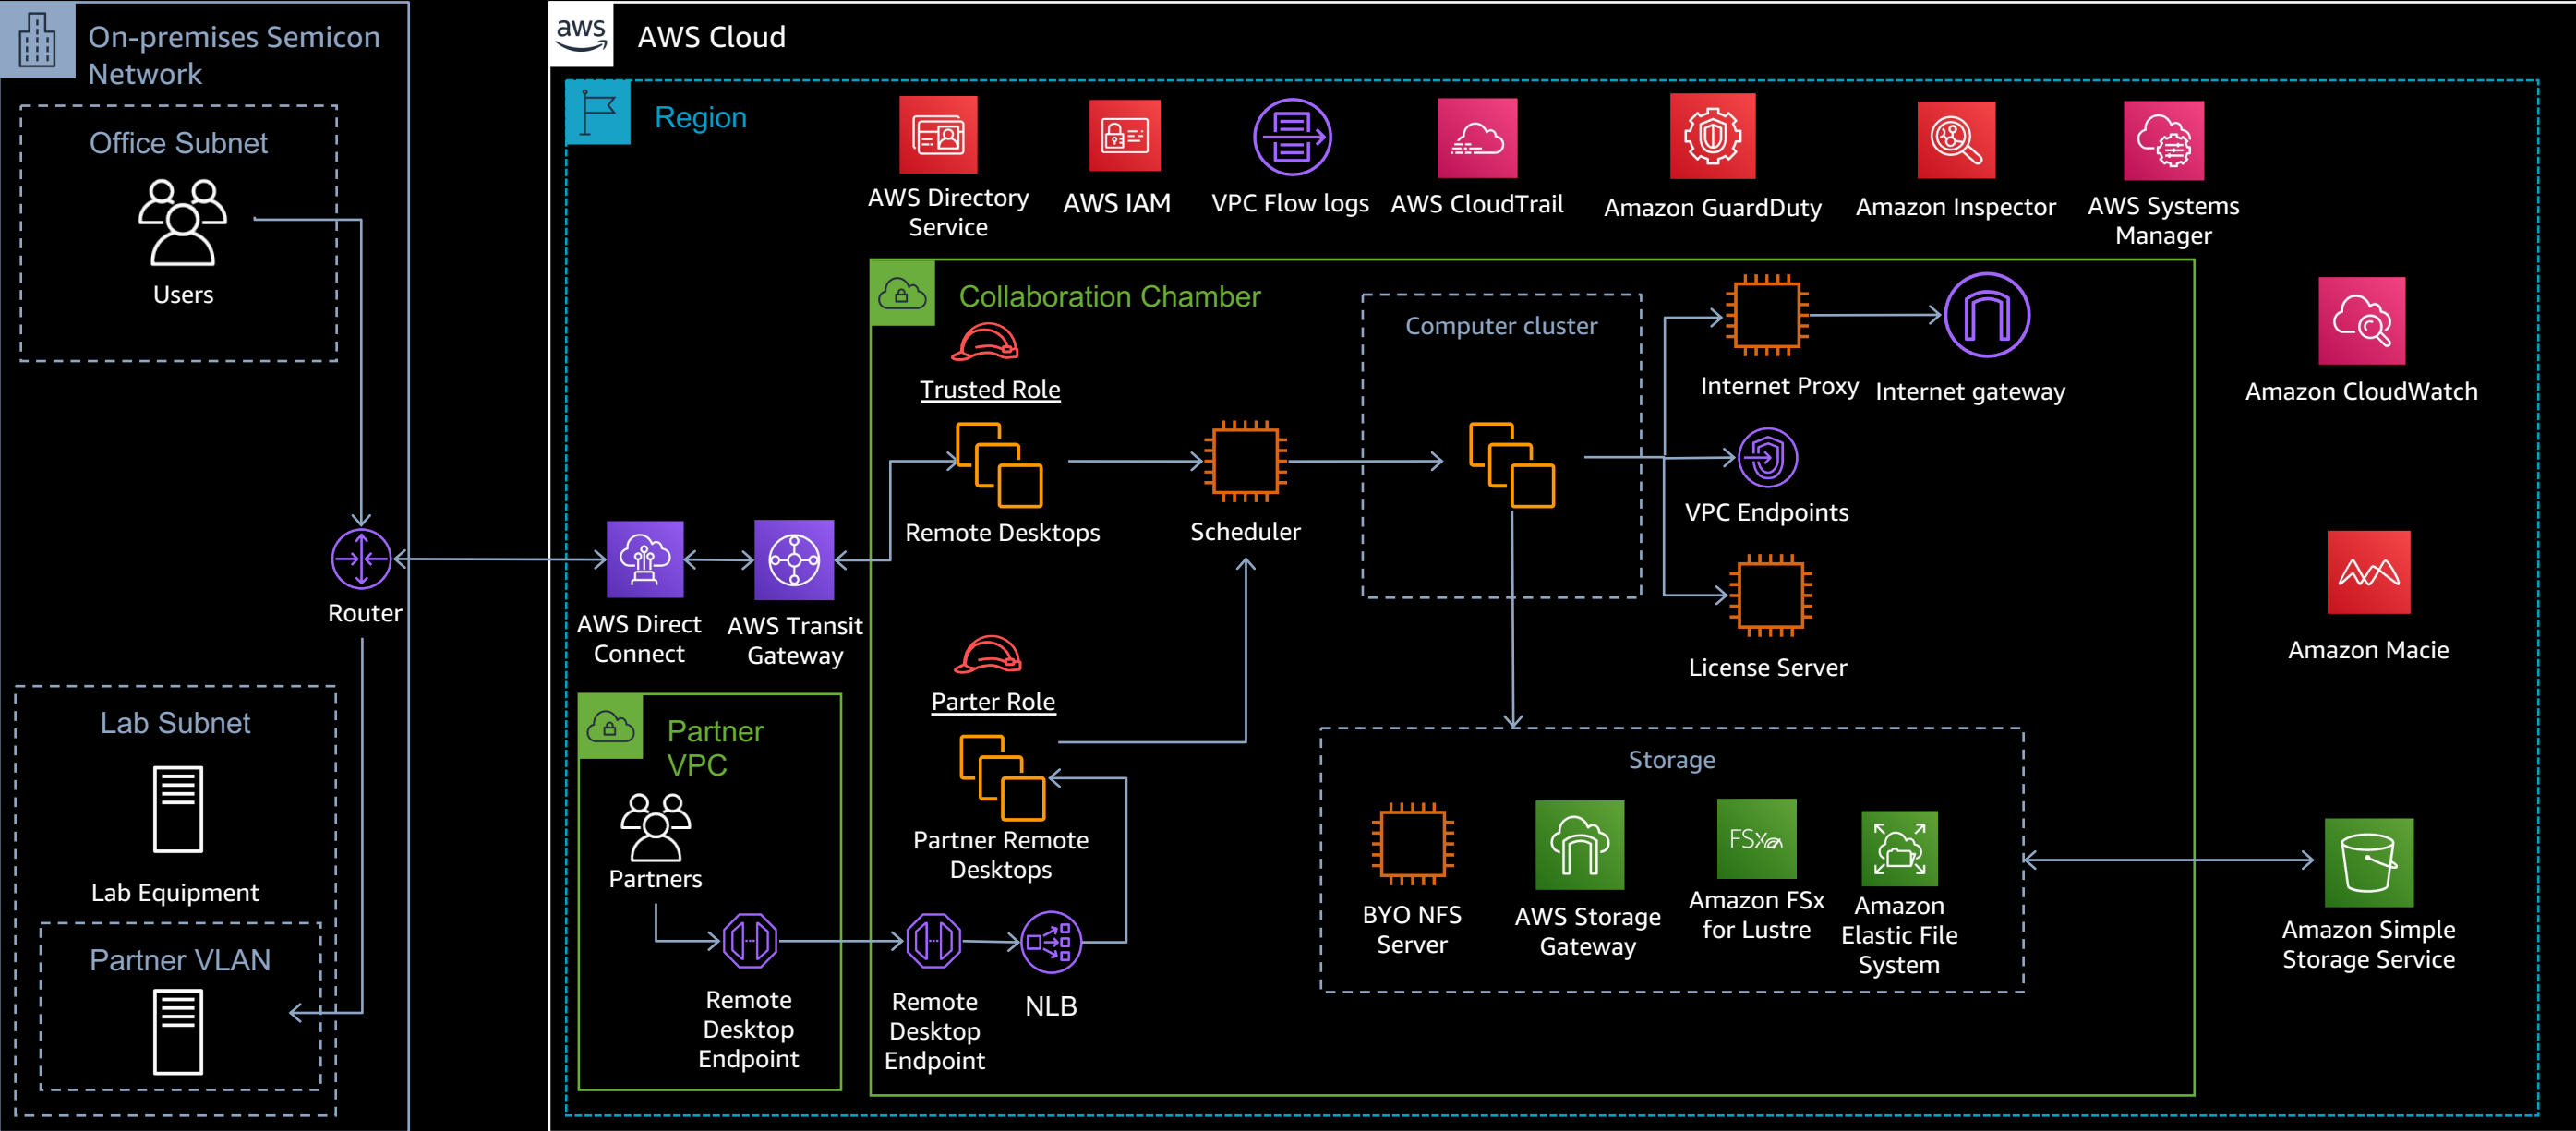 On-premises Semicon
Network
Office Subnet
Users
Router
Lab Subnet
Lab Equipment
Partner VLAN
aws
AWS Cloud
Region
AWS Directory
Service
AWS IAM
VPC Flow logs
AWS CloudTrail
Amazon GuardDuty
Amazon Inspector
AWS Systems
Manager
Collaboration Chamber
Trusted Role
Remote Desktops
Scheduler
Computer cluster
Internet Proxy
Internet gateway
VPC Endpoints
License Server
AWS Direct
Connect
AWS Transit
Gateway
Parter Role
Partner Remote
Desktops
Partner
VPC
Partners
Remote
Desktop
Endpoint
Remote
Desktop
Endpoint
NLB
Storage
BYO NFS
Server
AWS Storage
Gateway
FSx
Amazon FSx
for Lustre
Amazon
Elastic File
System
Amazon CloudWatch
Amazon Macie
Amazon Simple
Storage Service